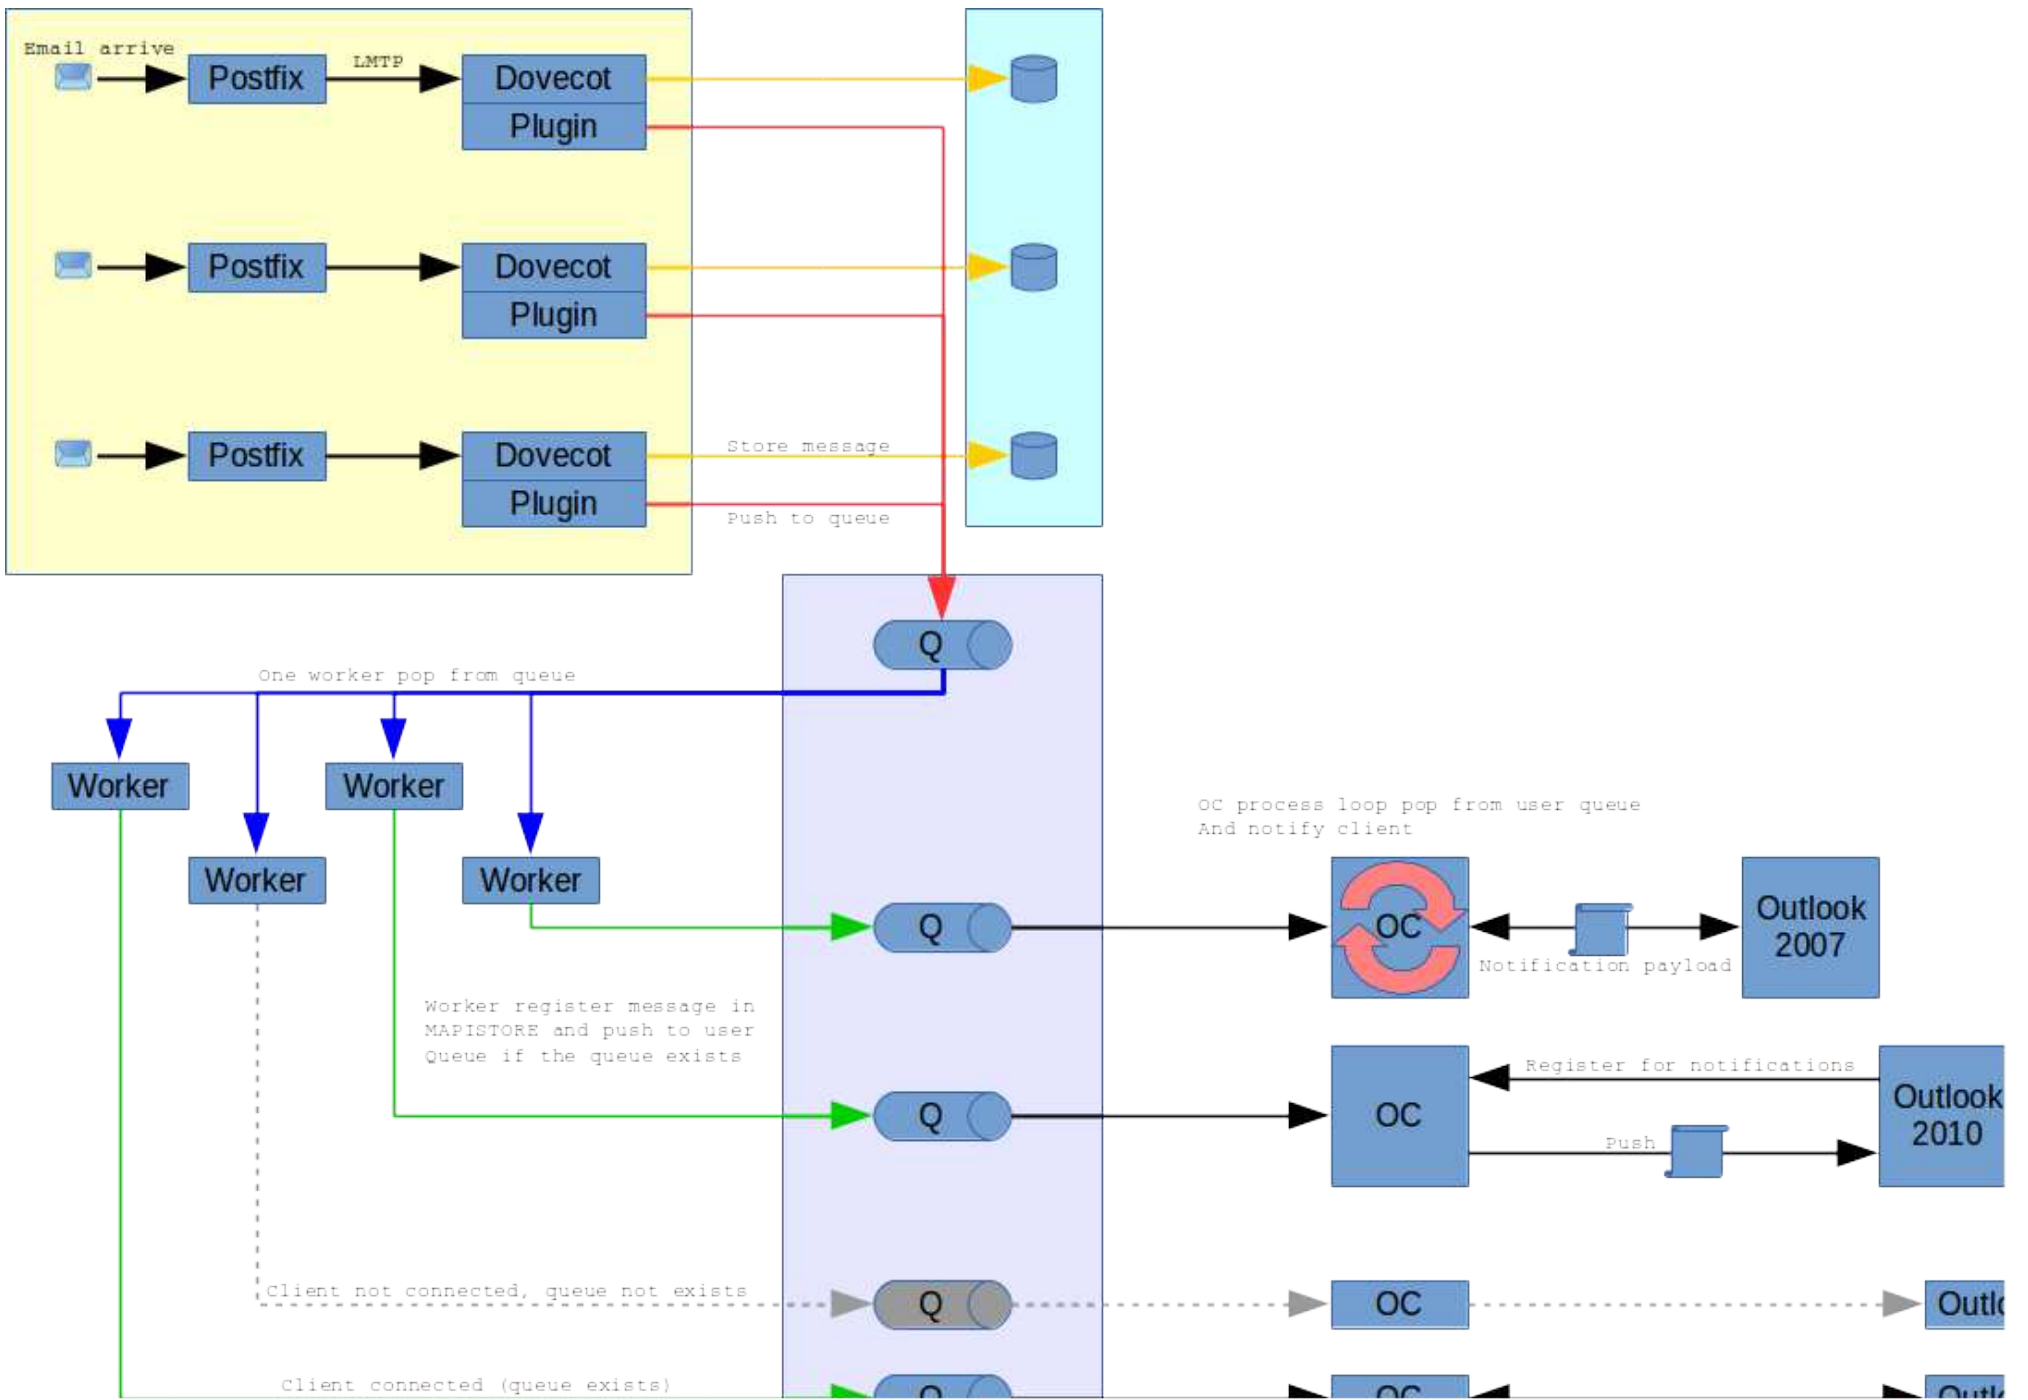 Email arrive
LMTP
Postfix
Dovecot
Plugin
Postfix
Dovecot
Plugin
Store message
Postfix
Dovecot
Plugin
Push to queue
Q
One worker pop from queue
Worker
Worker
Worker
Worker
OC process loop pop from user queue
And notify client
Q
OC
Outlook
2007
Notification payload
Worker register message in
MAPISTORE and push to user
Queue if the queue exists
Q
OC
Register for notifications
Push
Outlook
2010
Client not connected, queue not exists
Q
OC
Client connected (queue exists)
Q
OC